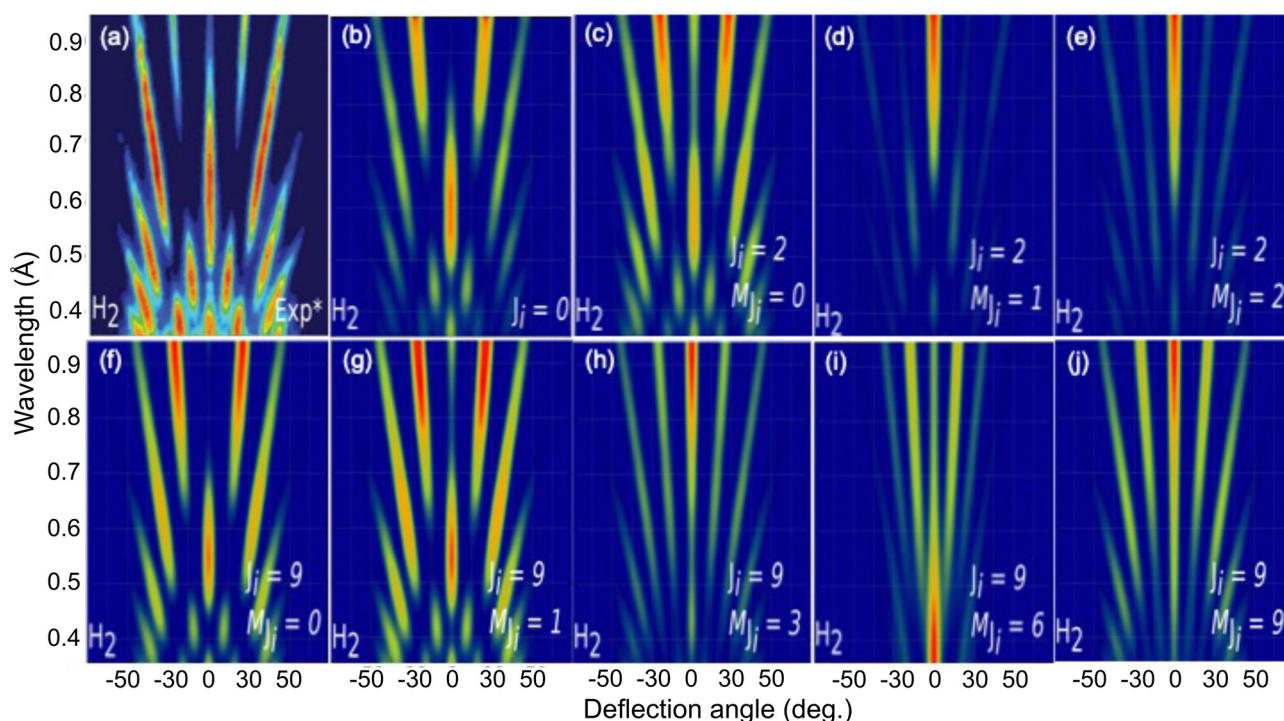 Wavelength (Å)
0.9
0.8
0.7
0.6
0.5
0.4
(a)
H2
Exp*
(b)
H2
Ji = 0
(c)
Ji = 2
MJi = 0
H2
(d)
Ji = 2
MJi = 1
H2
(e)
Ji = 2
MJi = 2
H2
0.9
0.8
0.7
0.6
0.5
0.4
(f)
Ji = 9
MJi = 0
H2
(g)
Ji = 9
MJi = 1
H2
(h)
Ji = 9
MJi = 3
H2
(i)
Ji = 9
MJi = 6
H2
(j)
Ji = 9
MJi = 9
H2
-50 -30 0 30 50 -50 -30 0 30 50 -50 -30 0 30 50 -50 -30 0 30 50 -50 -30 0 30 50
Deflection angle (deg.)